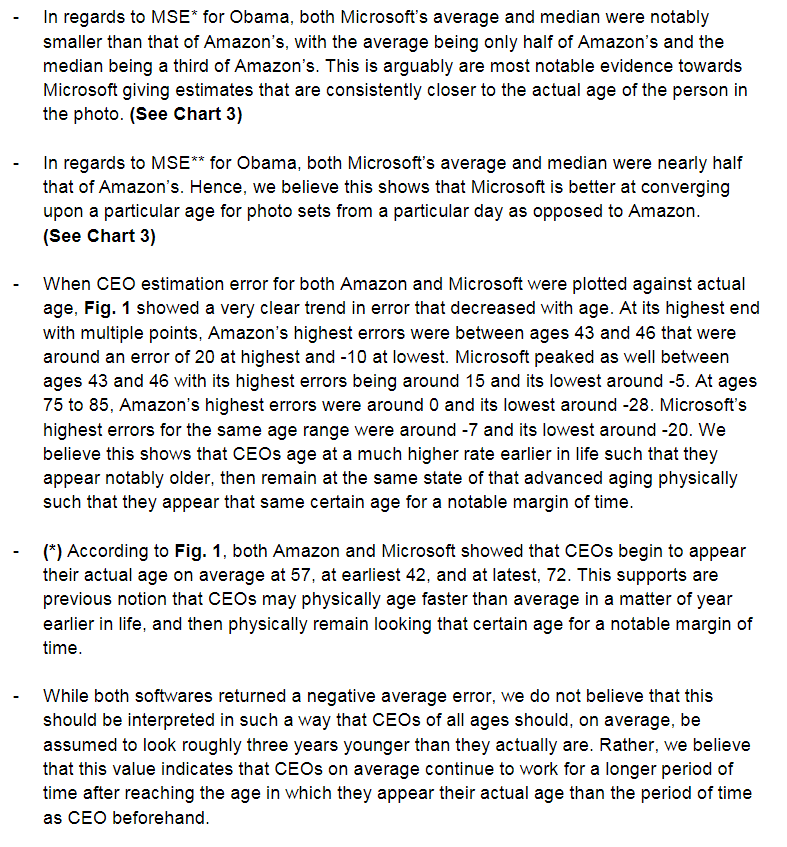 - In regards to MSE* for Obama, both Microsoft's average and median were notably
smaller than that of Amazon's, with the average being only half of Amazon's and the
median being a third of Amazon's. This is arguably are most notable evidence towards
Microsoft giving estimates that are consistently closer to the actual age of the person in
the photo. (See Chart 3)
- In regards to MSE** for Obama, both Microsoft's average and median were nearly half
that of Amazon's. Hence, we believe this shows that Microsoft is better at converging
upon a particular age for photo sets from a particular day as opposed to Amazon.
(See Chart 3)
- When CEO estimation error for both Amazon and Microsoft were plotted against actual
age, Fig. 1 showed a very clear trend in error that decreased with age. At its highest end
with multiple points, Amazon's highest errors were between ages 43 and 46 that were
around an error of 20 at highest and -10 at lowest. Microsoft peaked as well between
ages 43 and 46 with its highest errors being around 15 and its lowest around -5. At ages
75 to 85, Amazon's highest errors were around 0 and its lowest around -28. Microsoft's
highest errors for the same age range were around -7 and its lowest around -20. We
believe this shows that CEOs age at a much higher rate earlier in life such that they
appear notably older, then remain at the same state of that advanced aging physically
such that they appear that same certain age for a notable margin of time.
- (*) According to Fig. 1, both Amazon and Microsoft showed that CEOs begin to appear
their actual age on average at 57, at earliest 42, and at latest, 72. This supports are
previous notion that CEOs may physically age faster than average in a matter of year
earlier in life, and then physically remain looking that certain age for a notable margin of
time.
- While both softwares returned a negative average error, we do not believe that this
should be interpreted in such a way that CEOs of all ages should, on average, be
assumed to look roughly three years younger than they actually are. Rather, we believe
that this value indicates that CEOs on average continue to work for a longer period of
time after reaching the age in which they appear their actual age than the period of time
as CEO beforehand.